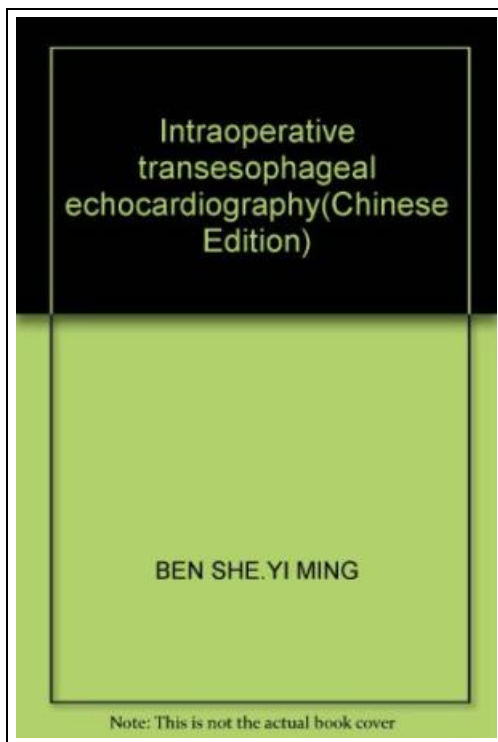 Intraoperative
transesophageal
echocardiography(Chinese
Edition)
BEN SHE.YI MING
Note: This is not the actual book cover